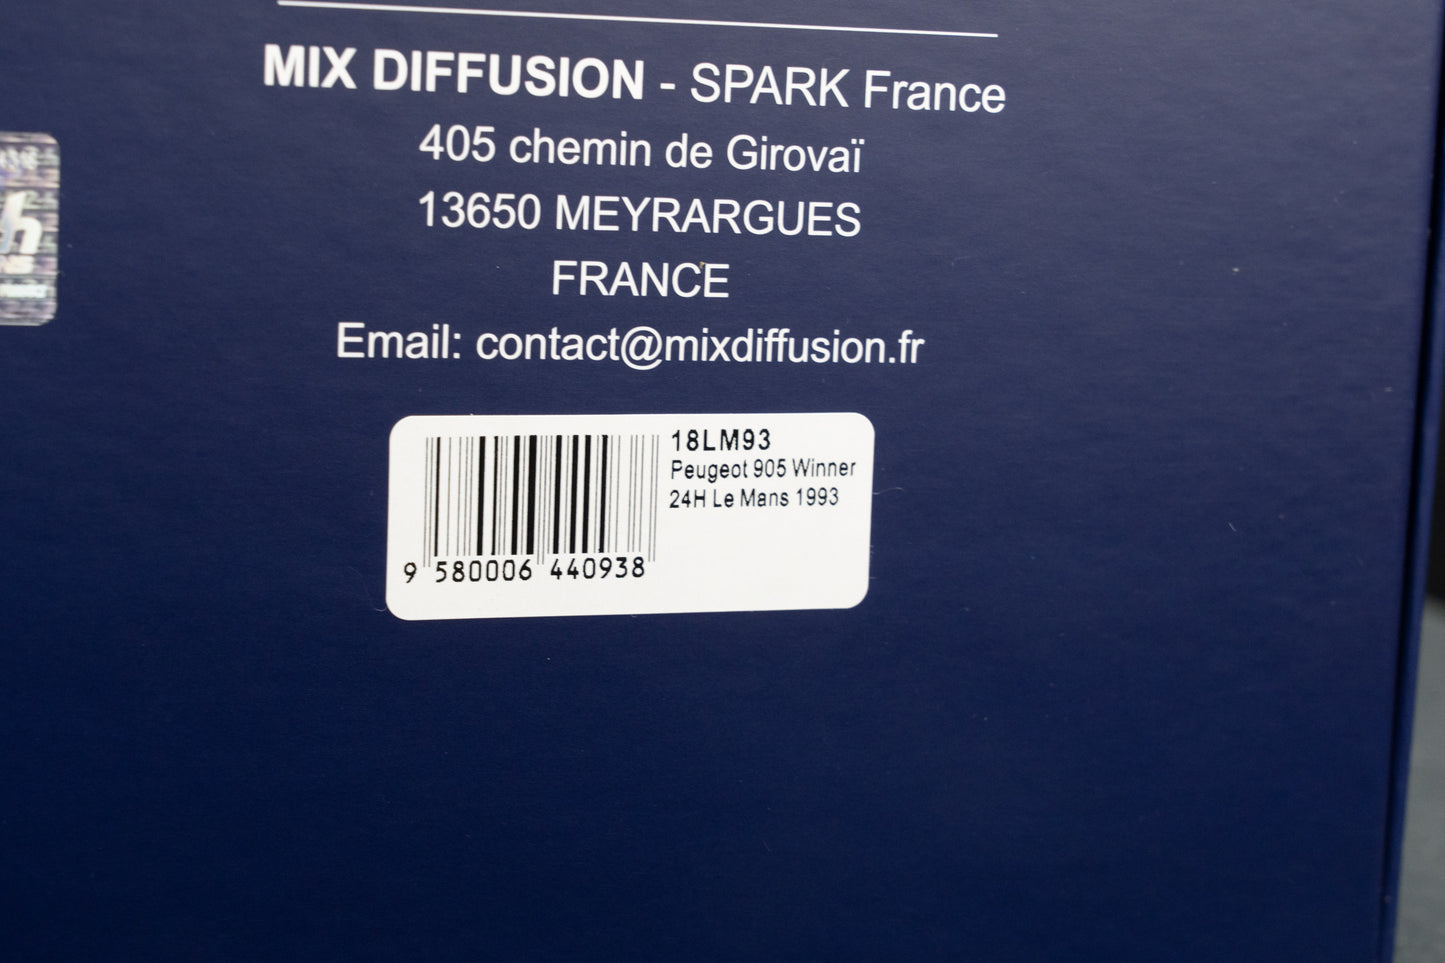 MIX DIFFUSION - SPARK France
405 chemin de Girovaï
13650 MEYRARGUES
FRANCE
Email: contact@mixdiffusion.fr
18LM93
Peugeot 905 Winner
24H Le Mans 1993
9 580006 440938